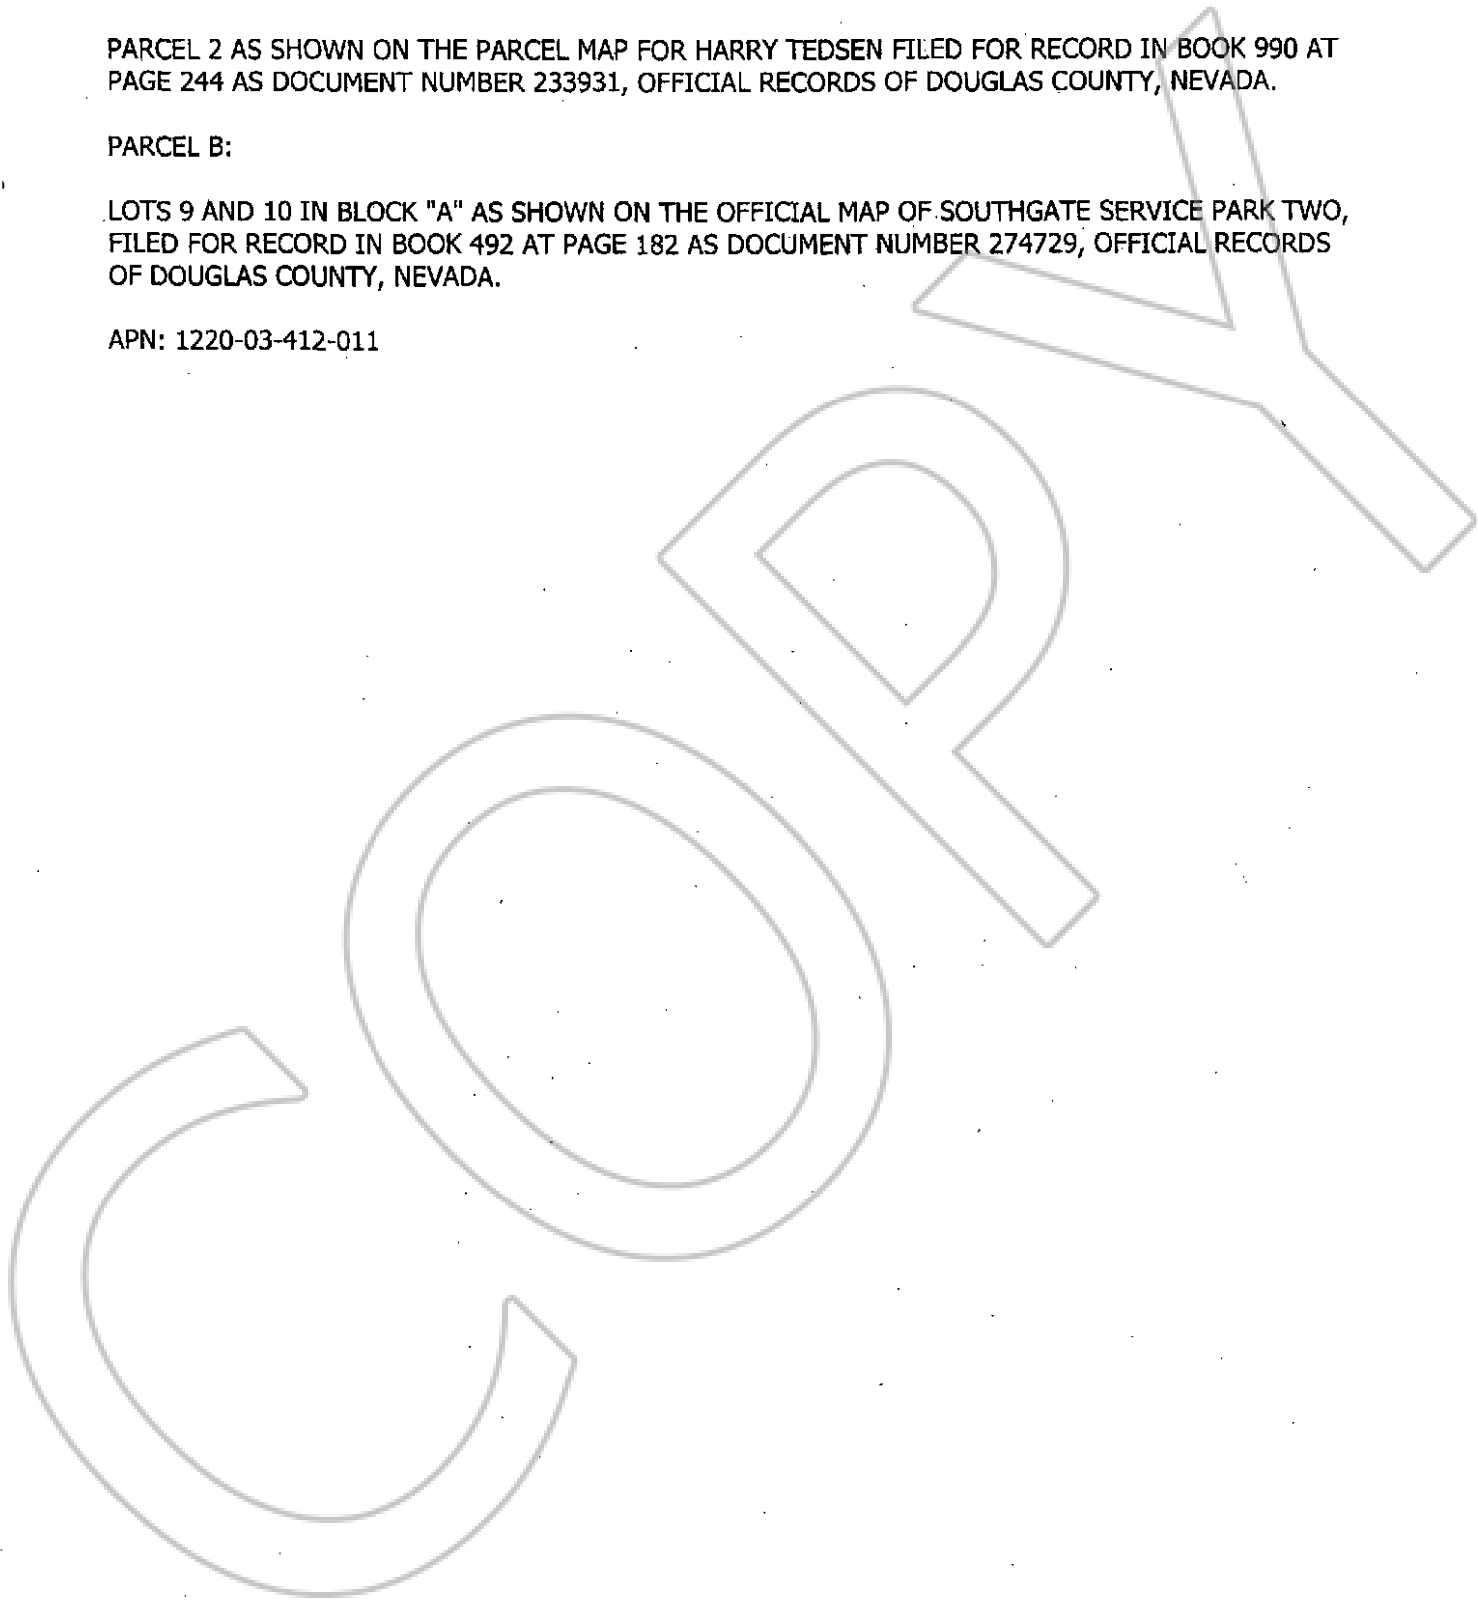 PARCEL 2 AS SHOWN ON THE PARCEL MAP FOR HARRY TEDSEN FILED FOR RECORD IN BOOK 990 AT
PAGE 244 AS DOCUMENT NUMBER 233931, OFFICIAL RECORDS OF DOUGLAS COUNTY, NEVADA.
PARCEL B:
LOTS 9 AND 10 IN BLOCK "A" AS SHOWN ON THE OFFICIAL MAP OF SOUTHGATE SERVICE PARK TWO,
FILED FOR RECORD IN BOOK 492 AT PAGE 182 AS DOCUMENT NUMBER 274729, OFFICIAL RECORDS
OF DOUGLAS COUNTY, NEVADA.
APN: 1220-03-412-011
COPY